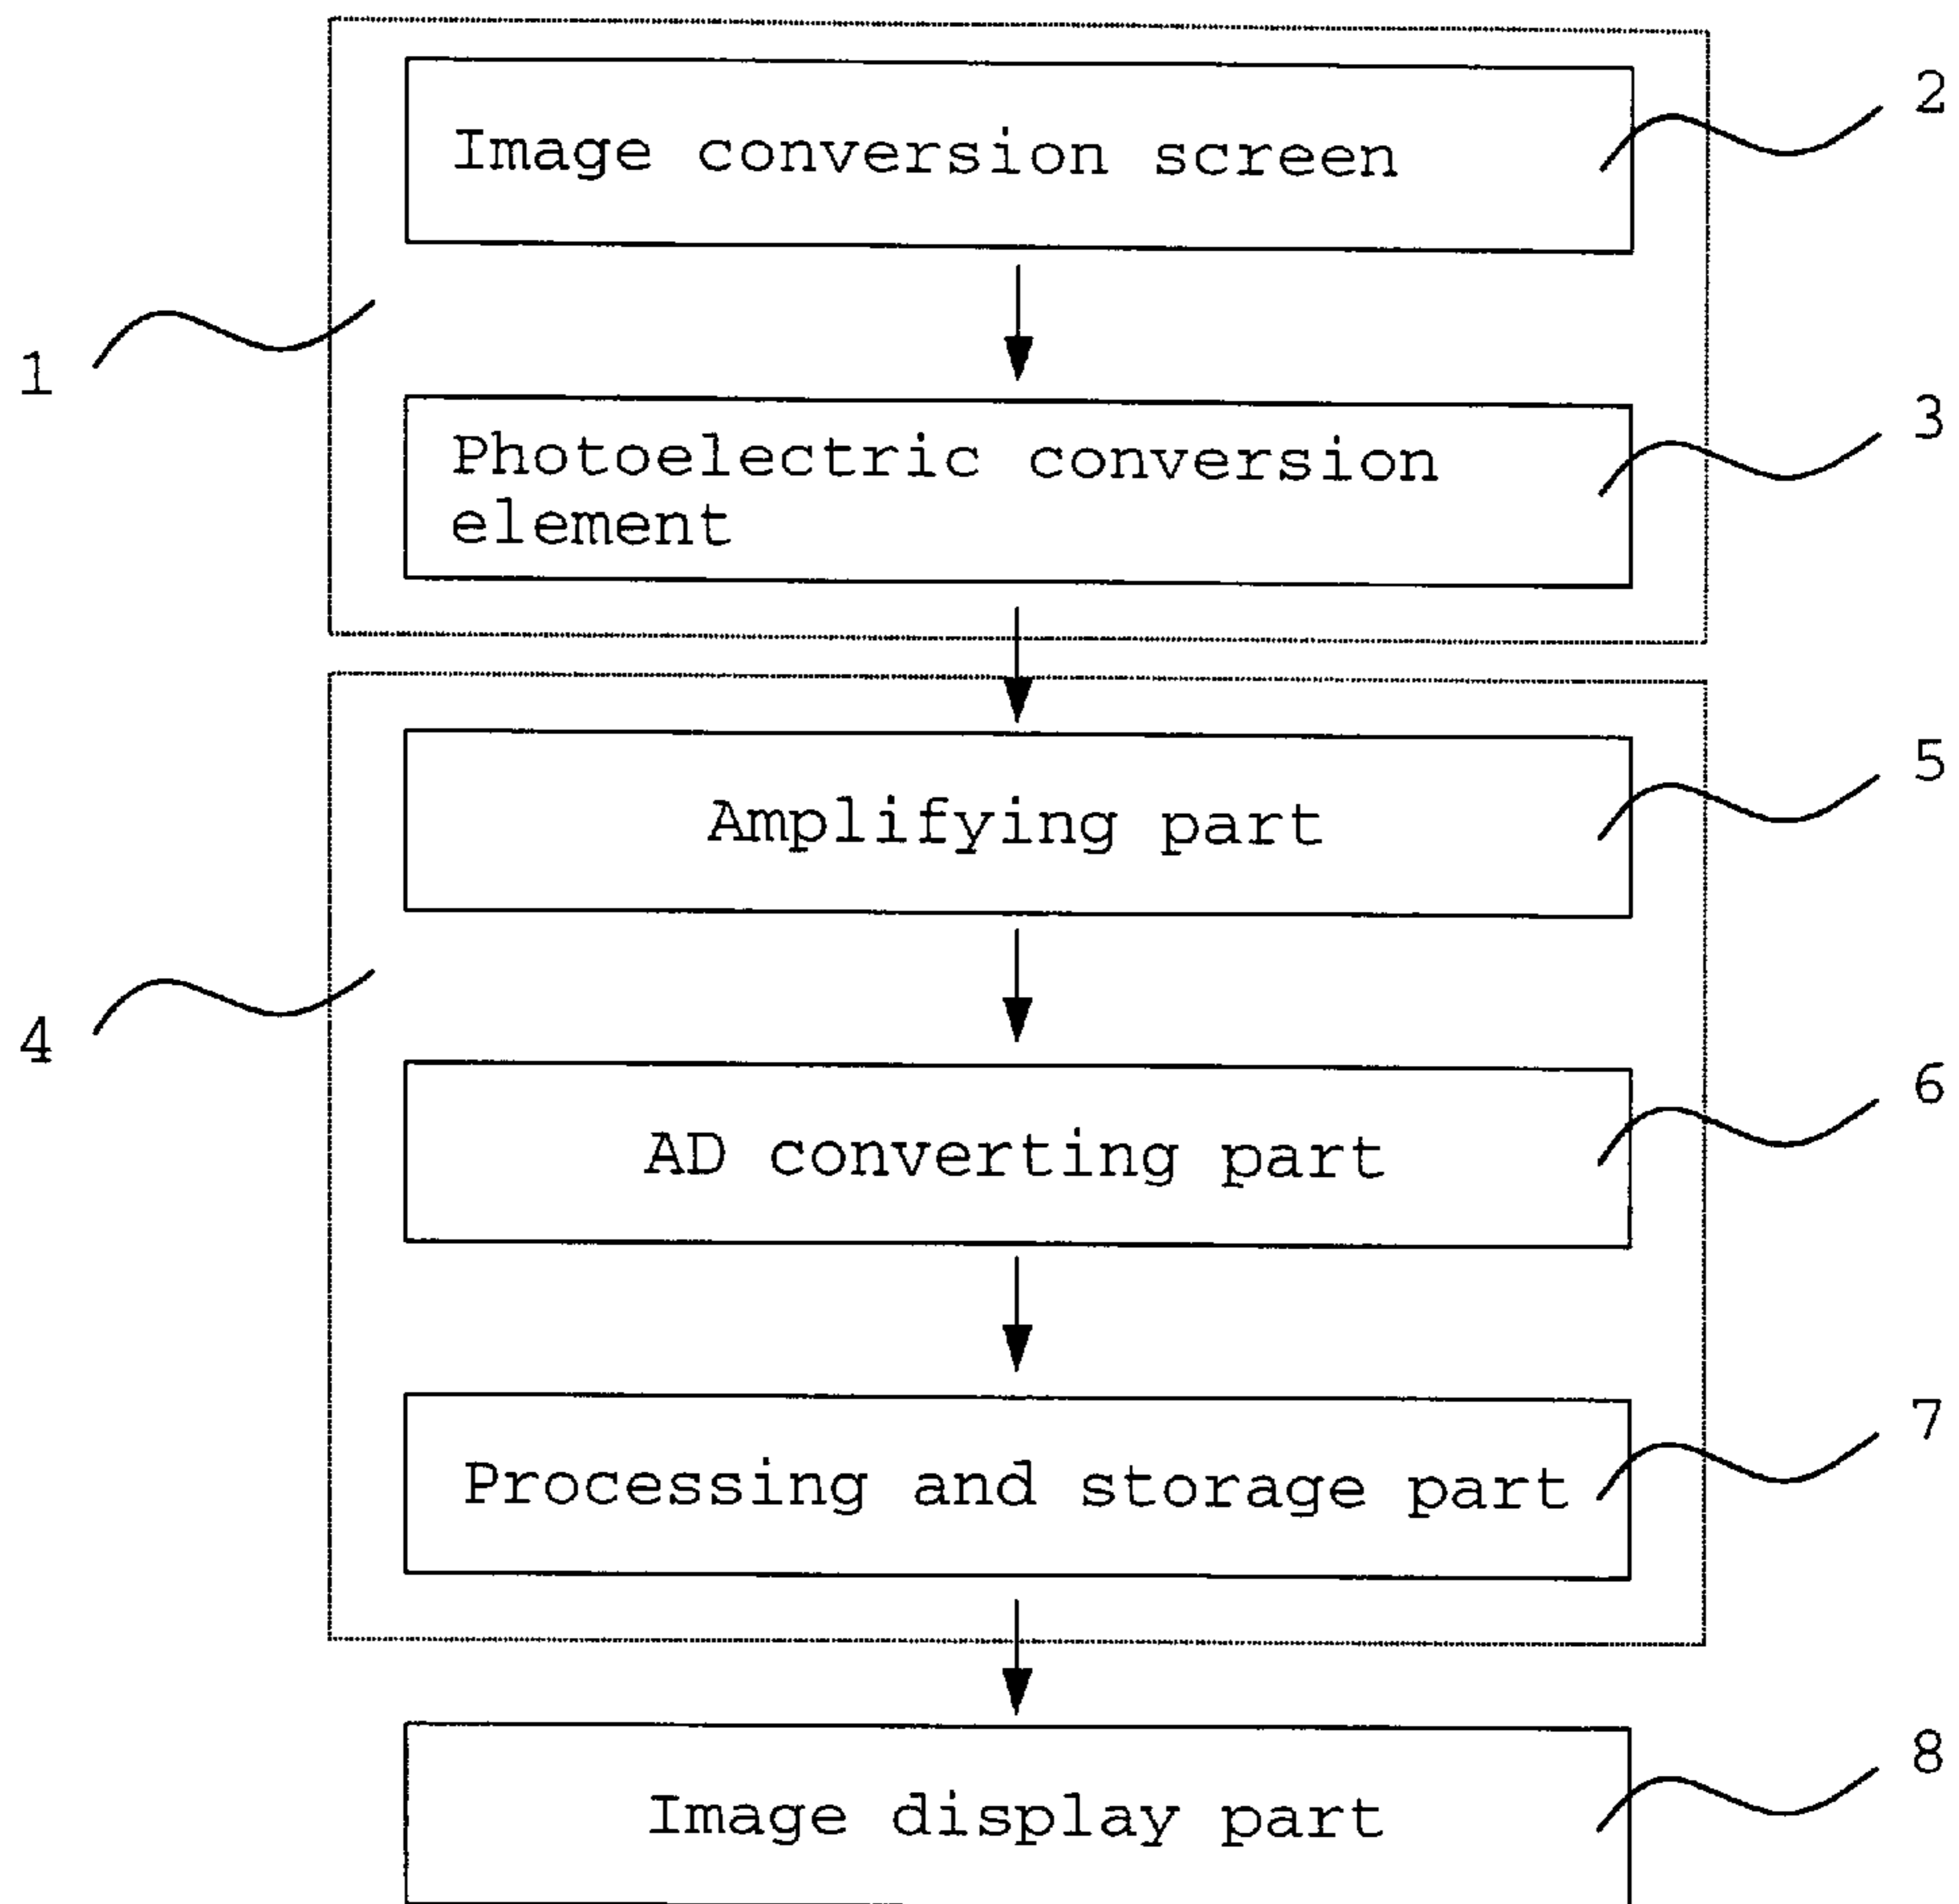 2
Image conversion screen
1
3
Photoelectric conversion
element
5
Amplifying part
4
6
AD converting part
7
Processing and storage part
8
Image display part